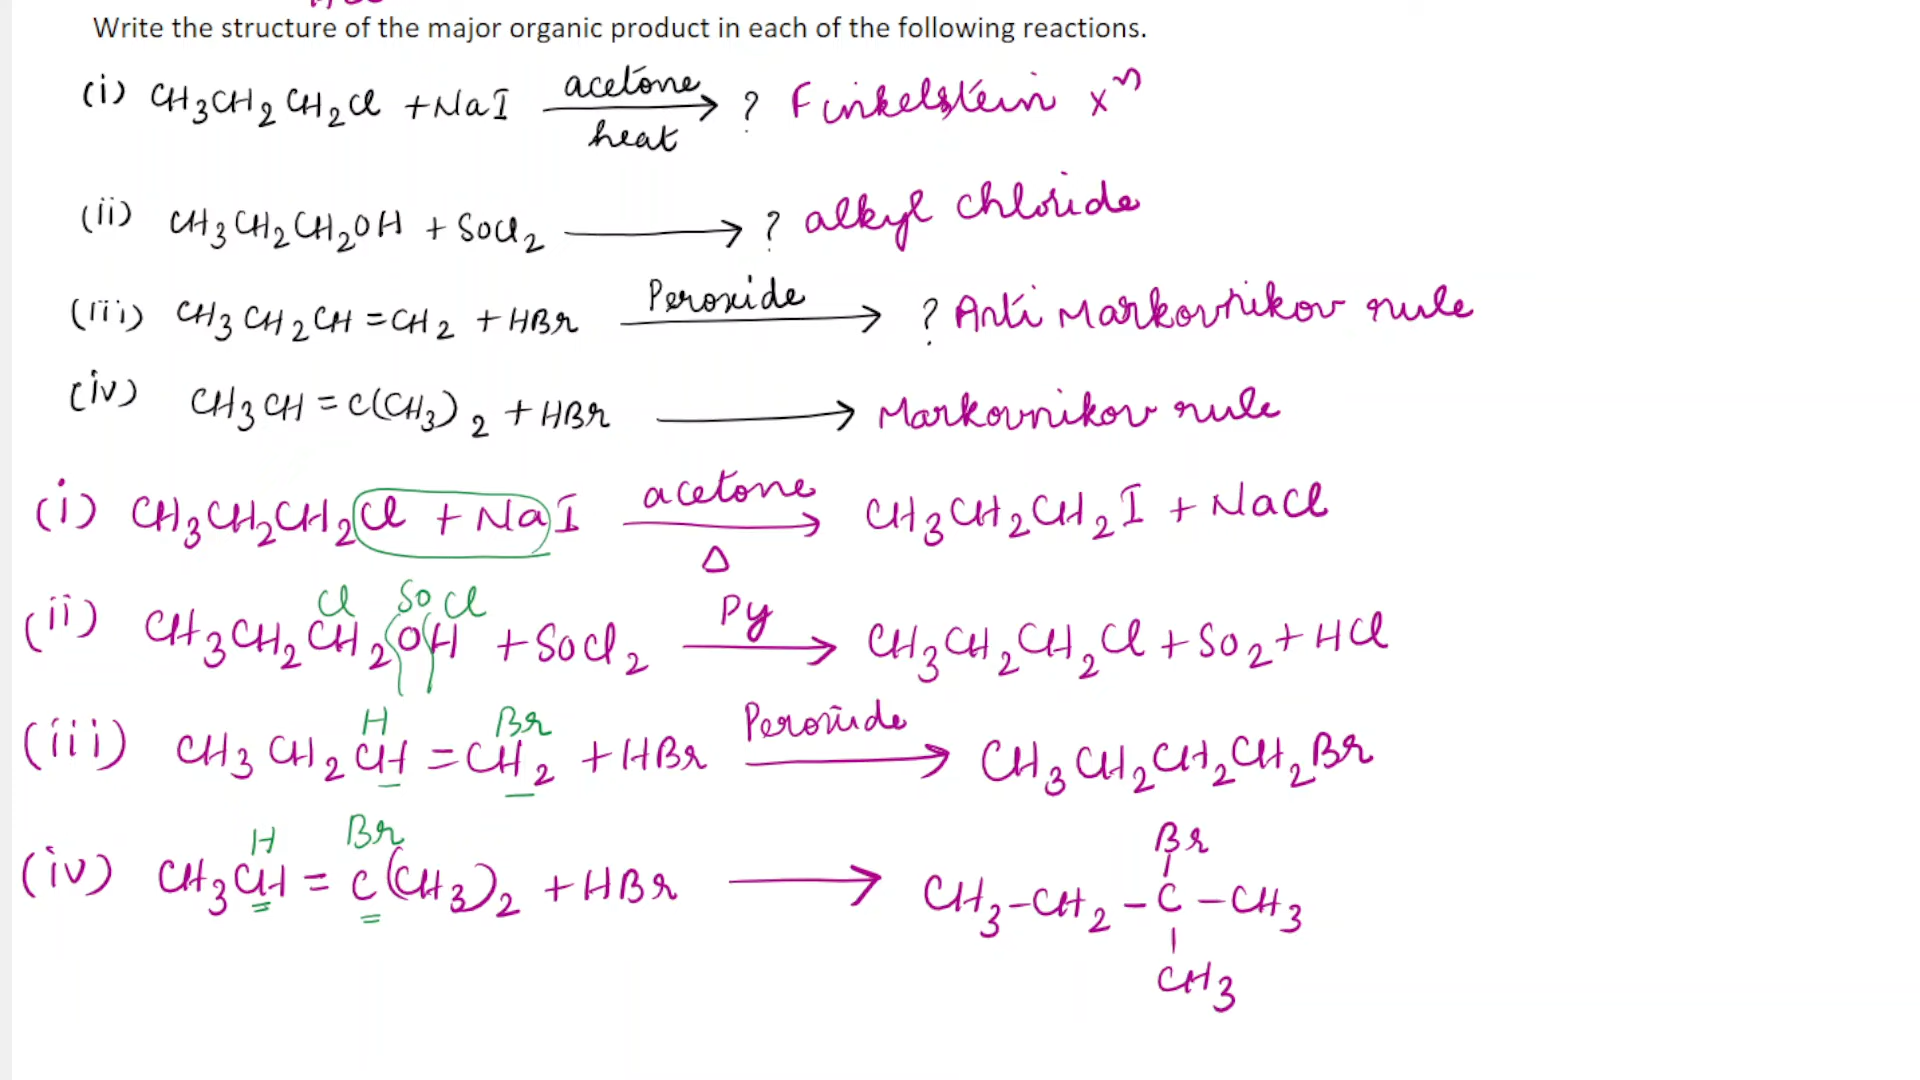 Write the structure of the major organic product in each of the following reactions.
(i) CH3CH2CH2Cl + NaI acetone heat → ? Finkelstein xⁿ
(ii) CH3CH2CH2OH + SOCl2 → ? alkyl chloride
(iii) CH3CH2CH=CH2 + HBr Peroxide → ? Anti Markovnikov rule
(iv) CH3CH=C(CH3)2 + HBr → Markovnikov rule
(i) CH3CH2CH2Cl + NaI acetone Δ → CH3CH2CH2I + NaCl
Cl SO Cl
(ii) CH3CH2CH2OH + SOCl2 Py → CH3CH2CH2Cl + SO2 + HCl
H Br
(iii) CH3CH2CH=CH2 + HBr Peroxide → CH3CH2CH2CH2Br
H Br Br
(iv) CH3CH=C(CH3)2 + HBr → CH3-CH2-C-CH3
CH3